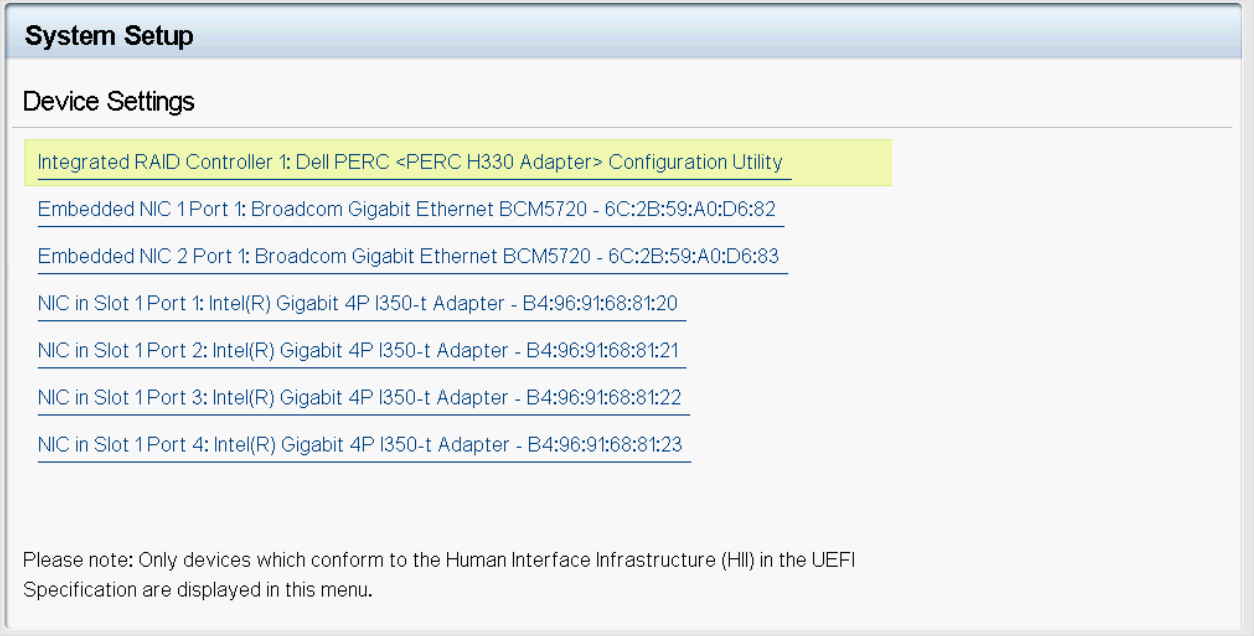 System Setup
Device Settings
Integrated RAID Controller 1: Dell PERC <PERC H330 Adapter> Configuration Utility
Embedded NIC 1 Port 1: Broadcom Gigabit Ethernet BCM5720 - 6C:2B:59:A0:D6:82
Embedded NIC 2 Port 1: Broadcom Gigabit Ethernet BCM5720 - 6C:2B:59:A0:D6:83
NIC in Slot 1 Port 1: Intel(R) Gigabit 4P I350-t Adapter - B4:96:91:68:81:20
NIC in Slot 1 Port 2: Intel(R) Gigabit 4P I350-t Adapter - B4:96:91:68:81:21
NIC in Slot 1 Port 3: Intel(R) Gigabit 4P I350-t Adapter - B4:96:91:68:81:22
NIC in Slot 1 Port 4: Intel(R) Gigabit 4P I350-t Adapter - B4:96:91:68:81:23
Please note: Only devices which conform to the Human Interface Infrastructure (HII) in the UEFI
Specification are displayed in this menu.